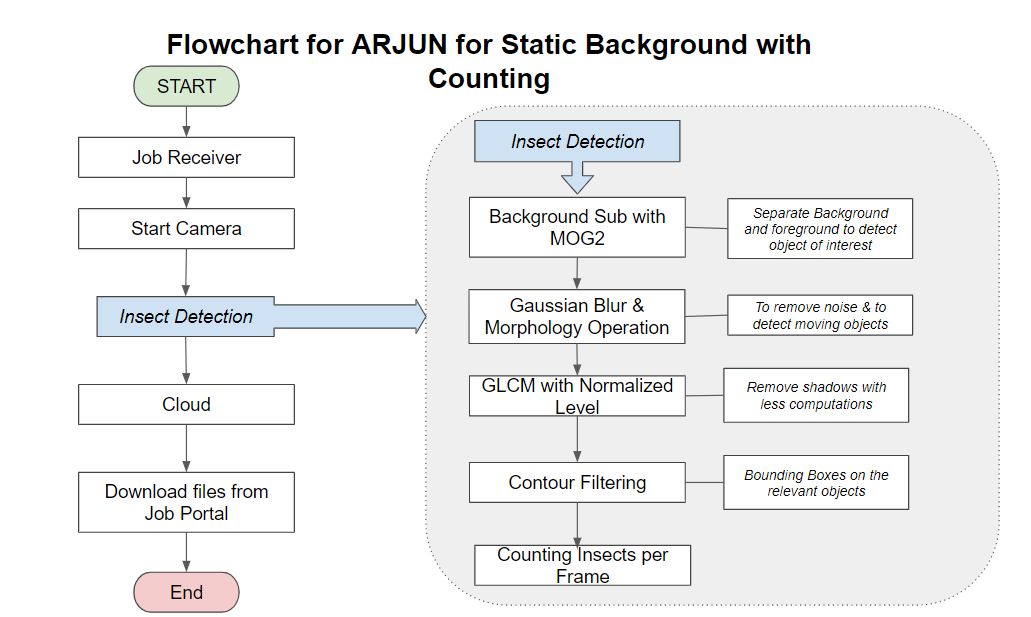 Flowchart for ARJUN for Static Background with
Counting
START
Job Receiver
Start Camera
Insect Detection
Cloud
Download files from
Job Portal
End
Insect Detection
Background Sub with
MOG2
Separate Background
and foreground to detect
object of interest
Gaussian Blur &
Morphology Operation
To remove noise & to
detect moving objects
GLCM with Normalized
Level
Remove shadows with
less computations
Contour Filtering
Bounding Boxes on the
relevant objects
Counting Insects per
Frame